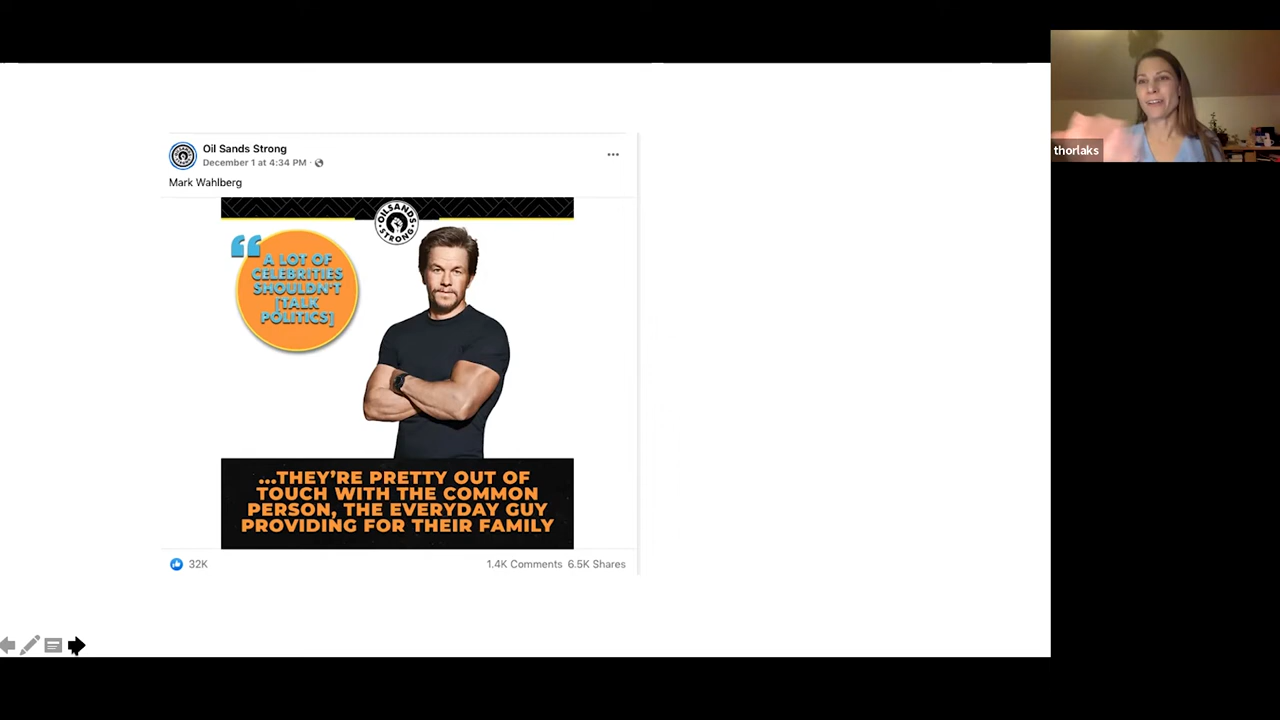 Oil Sands Strong
December 1 at 4:34 PM ·
Mark Wahlberg
OILSANDS
STRONG
“
A LOT OF
CELEBRITIES
SHOULDN'T
[TALK
POLITICS]
...THEY'RE PRETTY OUT OF
TOUCH WITH THE COMMON
PERSON, THE EVERYDAY GUY
PROVIDING FOR THEIR FAMILY
32K
1.4K Comments 6.5K Shares
thorlaks